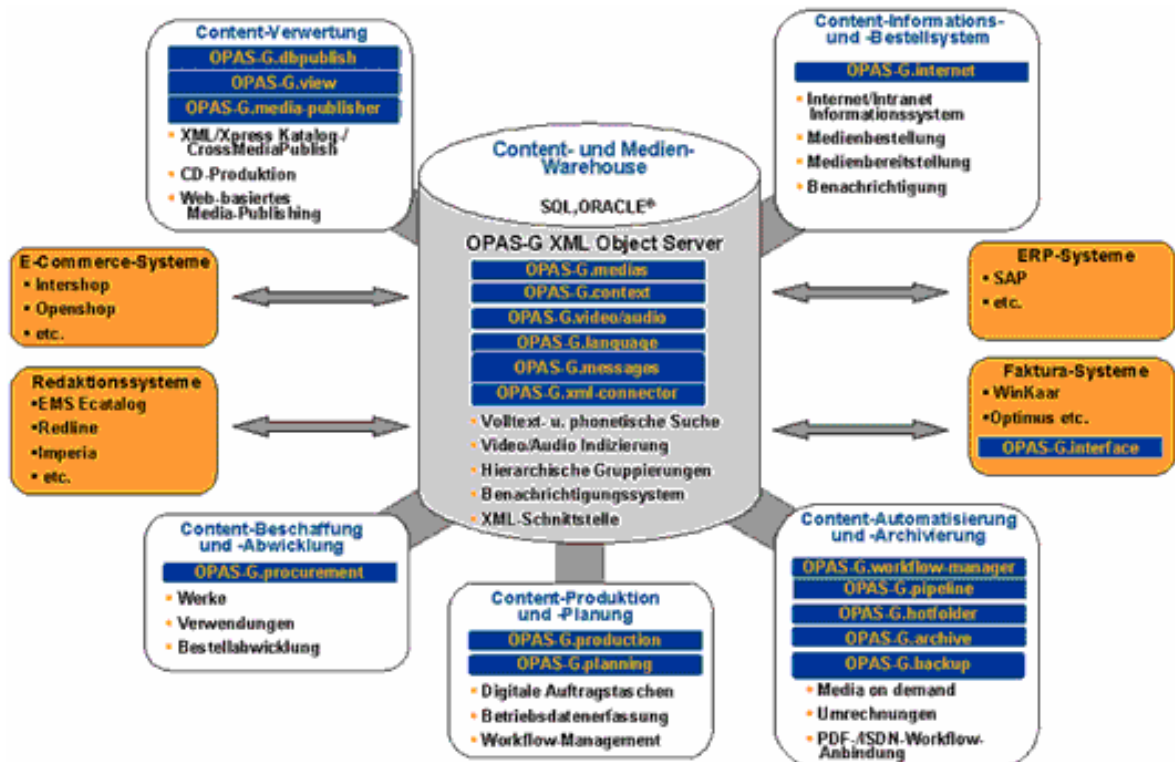 Content-Verwertung
OPAS-G.dbpublish
OPAS-G.view
OPAS-G.media-publisher
XML/Xpress Katalog-/
CrossMediaPublish
CD-Produktion
Web-basiertes
Media-Publishing
Content-Informations-
und -Bestellsystem
OPAS-G.internet
Internet/Intranet
Informationssystem
Medienbestellung
Medienbereitstellung
Benachrichtigung
Content- und Medien-
Warehouse
SQL,ORACLE®
OPAS-G XML Object Server
OPAS-G.medias
OPAS-G.context
OPAS-G.video/audio
OPAS-G.language
OPAS-G.messages
OPAS-G.xml-connector
Volltext- u. phonetische Suche
Video/Audio Indizierung
Hierarchische Gruppierungen
Benachrichtigungssystem
XML-Schnittstelle
E-Commerce-Systeme
Intershop
Openshop
etc.
Redaktionssysteme
EMS Ecatalog
Redline
Imperia
etc.
ERP-Systeme
SAP
etc.
Faktura-Systeme
WinKaar
Optimus etc.
OPAS-G.interface
Content-Beschaffung
und -Abwicklung
OPAS-G.procurement
Werke
Verwendungen
Bestellabwicklung
Content-Produktion
und -Planung
OPAS-G.production
OPAS-G.planning
Digitale Auftragstaschen
Betriebsdatenerfassung
Workflow-Management
Content-Automatisierung
und -Archivierung
OPAS-G.workflow-manager
OPAS-G.pipeline
OPAS-G.hotfolder
OPAS-G.archive
OPAS-G.backup
Media on demand
Umrechnungen
PDF-/ISDN-Workflow-
Anbindung